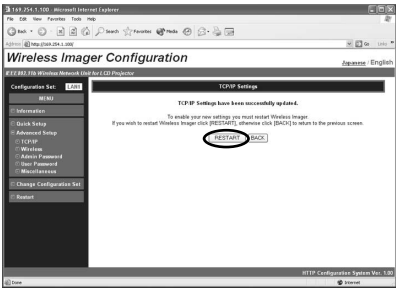 169.254.1.100 - Microsoft Internet Explorer
File Edit View Favorites Tools Help
Back Search Favorites Media
Address http://169.254.1.100/ Go Links
Wireless Imager Configuration
Japanese / English
IEEE802.11b Wireless Network Unit for LCD Projector
Configuration Set: LAN1
MENU
Information
Quick Setup
Advanced Setup
TCP/IP
Wireless
Admin Password
User Password
Miscellaneous
Change Configuration Set
Restart
TCP/IP Settings
TCP/IP Settings have been successfully updated.
To enable your new settings you must restart Wireless Imager.
If you wish to restart Wireless Imager click [RESTART], otherwise click [BACK] to return to the previous screen.
RESTART BACK
HTTP Configuration System Ver. 1.00
Done Internet